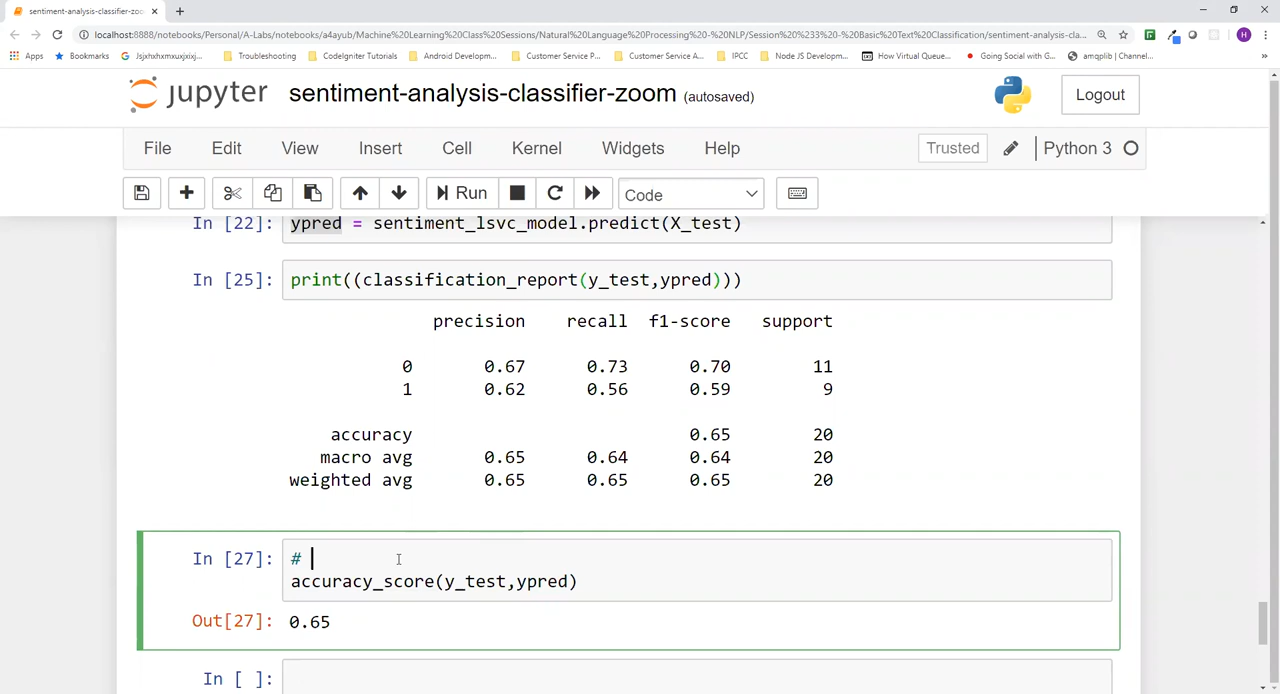 sentiment-analysis-classifier-zoom
localhost:8888/notebooks/Personal/A-Labs/notebooks/a4ayub/Machine%20Learning%20Class%20Sessions/Natural%20Language%20Processing%20-%20NLP/Session%20%233%20-%20Basic%20Text%20Classification/sentiment-analysis-cla...
H
Apps Bookmarks Jsjxhxhxmxuxjxixj... Troubleshooting CodeIgniter Tutorials Android Developm... Customer Service P... Customer Service A... IPCC Node JS Developm... How Virtual Queue... Going Social with G... amqplib | Channel... »
jupyter sentiment-analysis-classifier-zoom (autosaved) Logout
File Edit View Insert Cell Kernel Widgets Help Trusted Python 3
Run Code
In [22]: ypred = sentiment_lsvc_model.predict(X_test)
In [25]: print((classification_report(y_test,ypred)))
precision recall f1-score support
0 0.67 0.73 0.70 11
1 0.62 0.56 0.59 9
accuracy 0.65 20
macro avg 0.65 0.64 0.64 20
weighted avg 0.65 0.65 0.65 20
In [27]: #
accuracy_score(y_test,ypred)
Out[27]: 0.65
In [ ]: